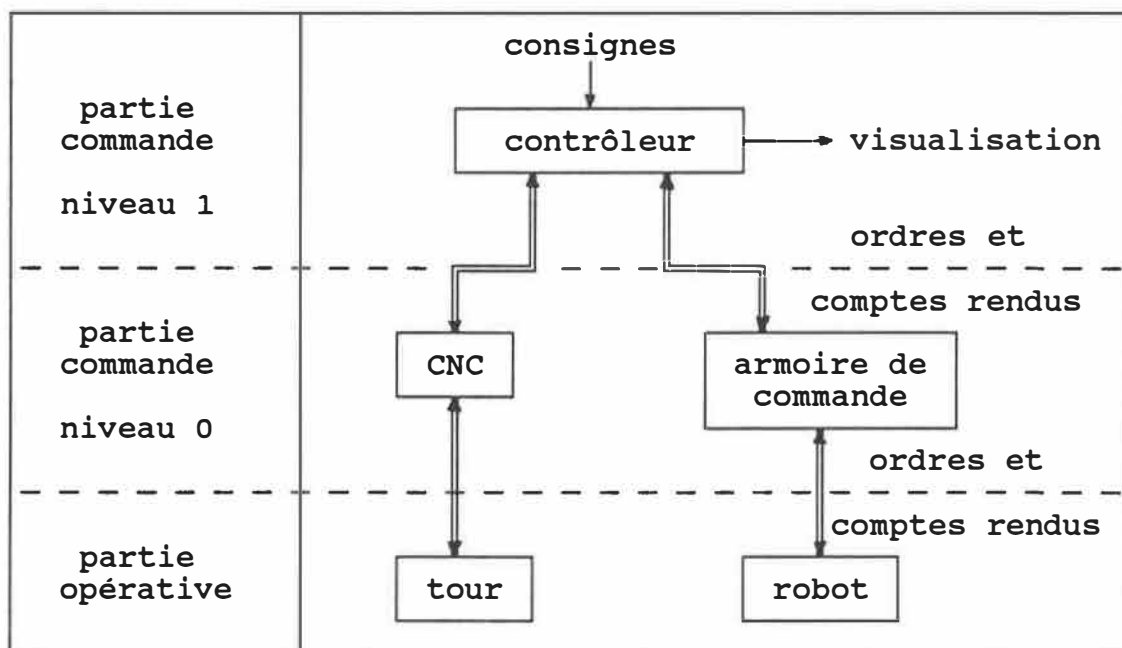 consignes
partie
commande
niveau 1
contrôleur
visualisation
ordres et
comptes rendus
partie
commande
niveau 0
CNC
armoire de
commande
ordres et
comptes rendus
partie
opérative
tour
robot